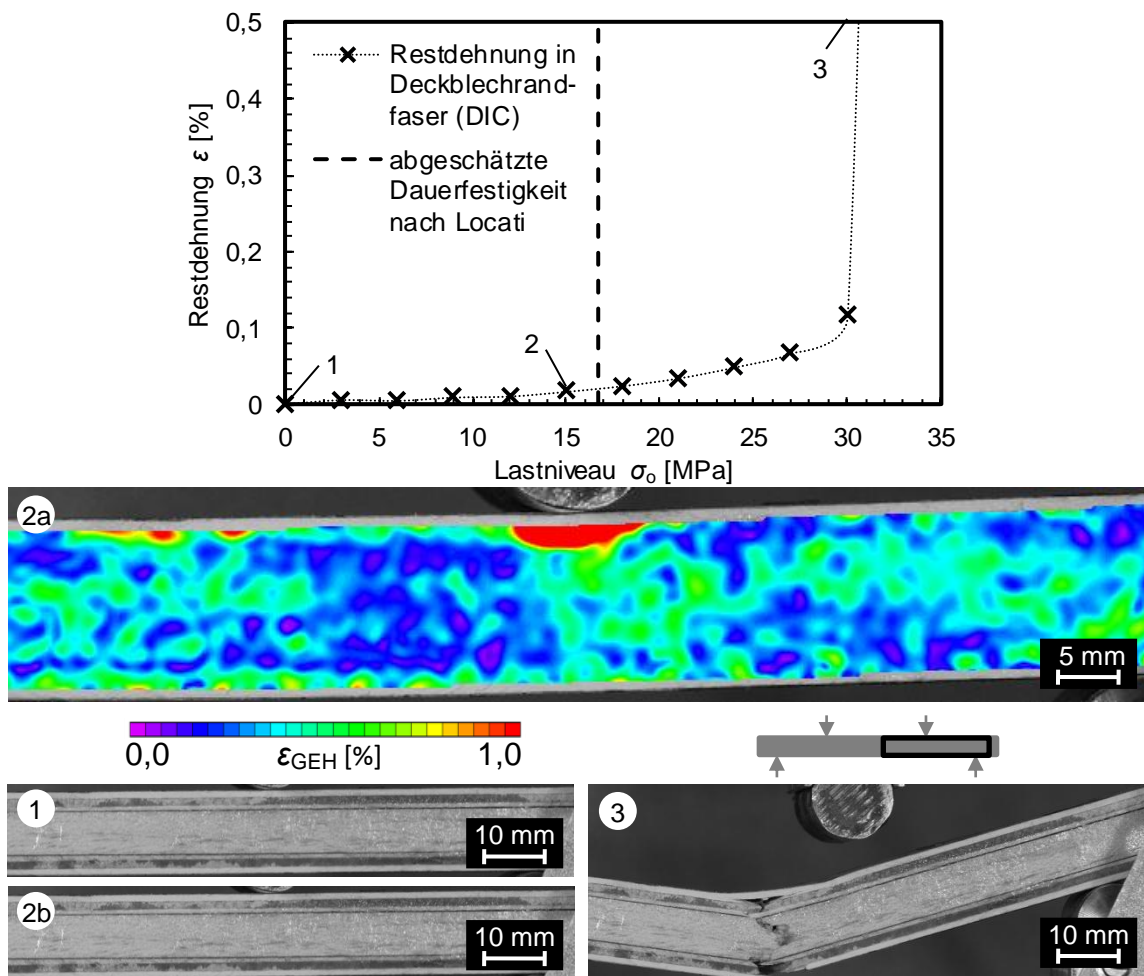 0,5
0,4
0,3
0,2
0,1
0
Restdehnung ε [%]
Restdehnung in
Deckblechrand-
faser (DIC)
abgeschätzte
Dauerfestigkeit
nach Locati
1
2
3
0 5 10 15 20 25 30 35
Lastniveau σo [MPa]
2a
5 mm
0,0 εGEH [%] 1,0
1
10 mm
2b
10 mm
3
10 mm